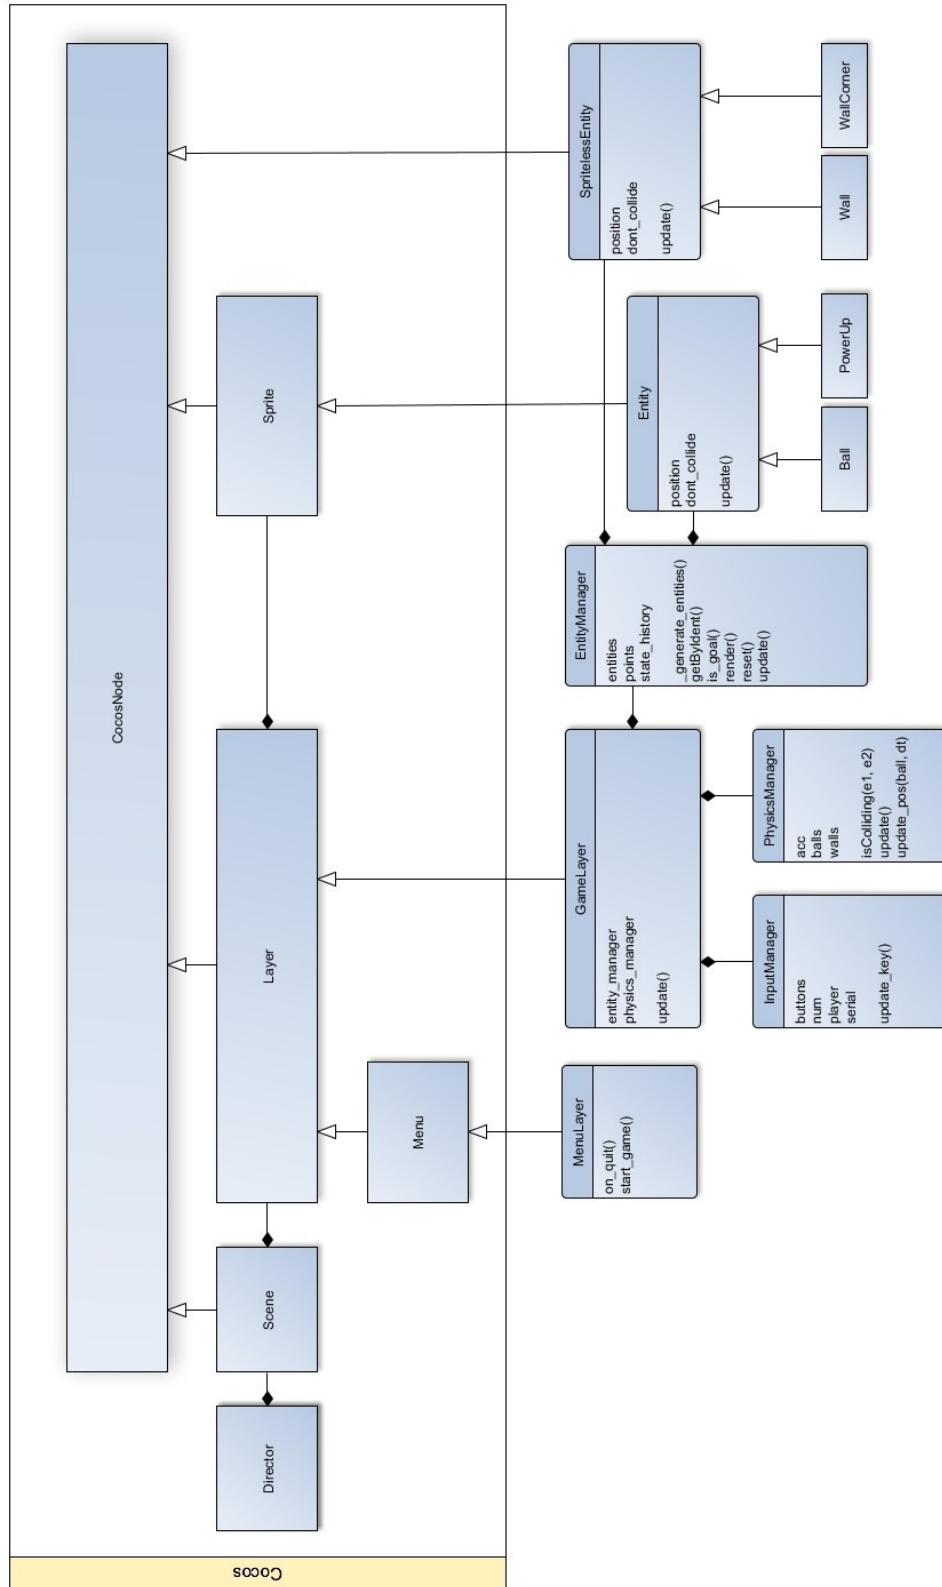 Cocos
CocosNode
Director
Scene
Layer
Sprite
Menu
MenuLayer
on_quit()
start_game()
GameLayer
entity_manager
physics_manager
update()
EntityManager
entities
points
state_history
_generate_entities()
getByIdent()
is_goal()
render()
reset()
update()
Entity
position
dont_collide
update()
SpritelessEntity
position
dont_collide
update()
InputManager
buttons
num
player
serial
update_key()
PhysicsManager
acc
balls
walls
isColliding(e1, e2)
update()
update_pos(ball, dt)
Ball
PowerUp
Wall
WallCorner